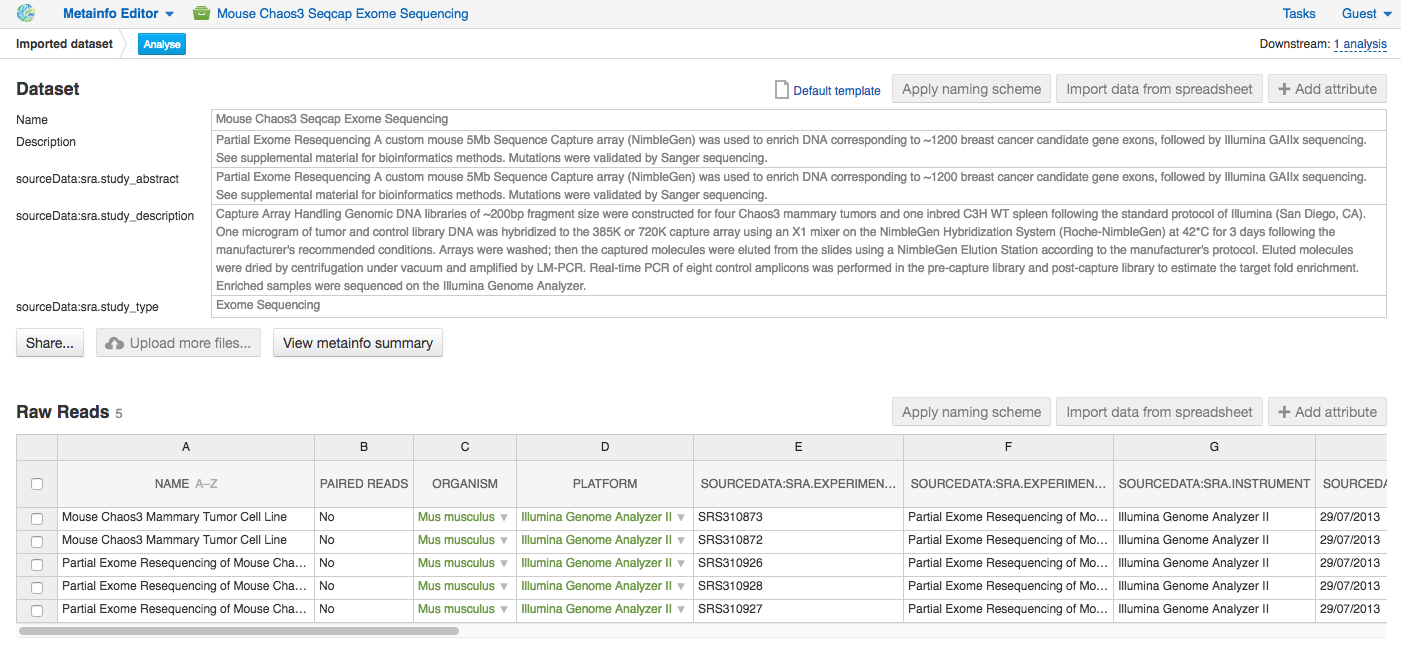 Metainfo Editor Mouse Chaos3 Seqcap Exome Sequencing Tasks Guest
Imported dataset Analyse Downstream: 1 analysis
Dataset Default template Apply naming scheme Import data from spreadsheet + Add attribute
Name Mouse Chaos3 Seqcap Exome Sequencing
Description Partial Exome Resequencing A custom mouse 5Mb Sequence Capture array (NimbleGen) was used to enrich DNA corresponding to ~1200 breast cancer candidate gene exons, followed by Illumina GAIIx sequencing.
See supplemental material for bioinformatics methods. Mutations were validated by Sanger sequencing.
sourceData:sra.study_abstract Partial Exome Resequencing A custom mouse 5Mb Sequence Capture array (NimbleGen) was used to enrich DNA corresponding to ~1200 breast cancer candidate gene exons, followed by Illumina GAIIx sequencing.
See supplemental material for bioinformatics methods. Mutations were validated by Sanger sequencing.
sourceData:sra.study_description Capture Array Handling Genomic DNA libraries of ~200bp fragment size were constructed for four Chaos3 mammary tumors and one inbred C3H WT spleen following the standard protocol of Illumina (San Diego, CA).
One microgram of tumor and control library DNA was hybridized to the 385K or 720K capture array using an X1 mixer on the NimbleGen Hybridization System (Roche-NimbleGen) at 42*C for 3 days following the
manufacturer's recommended conditions. Arrays were washed; then the captured molecules were eluted from the slides using a NimbleGen Elution Station according to the manufacturer's protocol. Eluted molecules
were dried by centrifugation under vacuum and amplified by LM-PCR. Real-time PCR of eight control amplicons was performed in the pre-capture library and post-capture library to estimate the target fold enrichment.
Enriched samples were sequenced on the Illumina Genome Analyzer.
sourceData:sra.study_type Exome Sequencing
Share... Upload more files... View metainfo summary
Raw Reads 5 Apply naming scheme Import data from spreadsheet + Add attribute
A B C D E F G
NAME A–Z PAIRED READS ORGANISM PLATFORM SOURCEDATA:SRA.EXPERIMEN... SOURCEDATA:SRA.EXPERIMEN... SOURCEDATA:SRA.INSTRUMENT SOURCEDA
Mouse Chaos3 Mammary Tumor Cell Line No Mus musculus Illumina Genome Analyzer II SRS310873 Partial Exome Resequencing of Mo... Illumina Genome Analyzer II 29/07/2013
Mouse Chaos3 Mammary Tumor Cell Line No Mus musculus Illumina Genome Analyzer II SRS310872 Partial Exome Resequencing of Mo... Illumina Genome Analyzer II 29/07/2013
Partial Exome Resequencing of Mouse Cha... No Mus musculus Illumina Genome Analyzer II SRS310926 Partial Exome Resequencing of Mo... Illumina Genome Analyzer II 29/07/2013
Partial Exome Resequencing of Mouse Cha... No Mus musculus Illumina Genome Analyzer II SRS310928 Partial Exome Resequencing of Mo... Illumina Genome Analyzer II 29/07/2013
Partial Exome Resequencing of Mouse Cha... No Mus musculus Illumina Genome Analyzer II SRS310927 Partial Exome Resequencing of Mo... Illumina Genome Analyzer II 29/07/2013